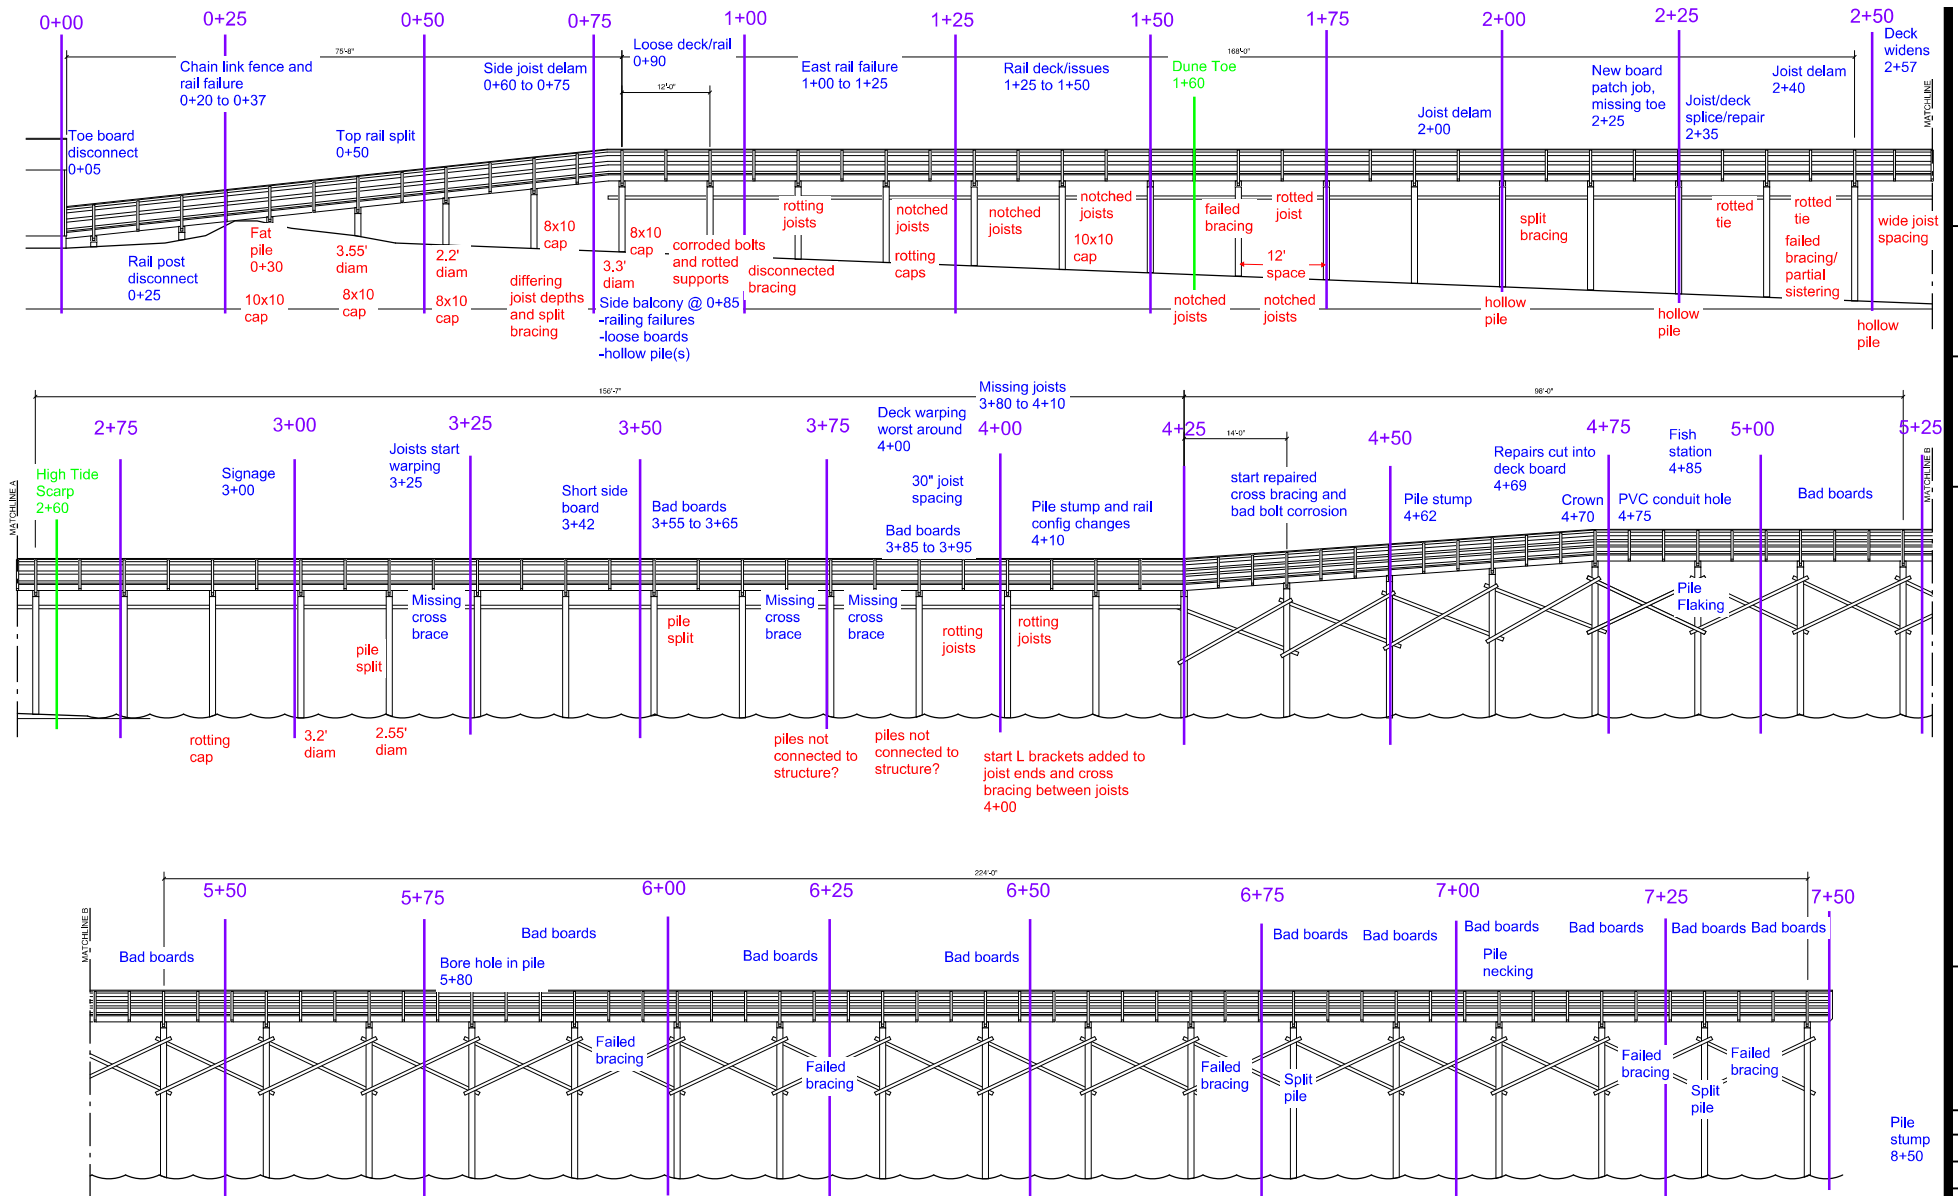 0+00
0+25
0+50
0+75
1+00
1+25
1+50
1+75
2+00
2+25
2+50
75'-8"
168'-0"
12'-0"
Toe board
disconnect
0+05
Chain link fence and
rail failure
0+20 to 0+37
Rail post
disconnect
0+25
Top rail split
0+50
Side joist delam
0+60 to 0+75
Loose deck/rail
0+90
East rail failure
1+00 to 1+25
Rail deck/issues
1+25 to 1+50
Dune Toe
1+60
Joist delam
2+00
New board
patch job,
missing toe
2+25
Joist/deck
splice/repair
2+35
Joist delam
2+40
Deck
widens
2+57
MATCHLINE
Fat
pile
0+30
10x10
cap
3.55'
diam
8x10
cap
2.2'
diam
8x10
cap
8x10
cap
differing
joist depths
and split
bracing
8x10
cap
3.3'
diam
corroded bolts
and rotted
supports
Side balcony @ 0+85
-railing failures
-loose boards
-hollow pile(s)
disconnected
bracing
rotting
joists
notched
joists
rotting
caps
notched
joists
notched
joists
10x10
cap
notched
joists
failed
bracing
rotted
joist
12'
space
notched
joists
hollow
pile
split
bracing
hollow
pile
rotted
tie
rotted
tie
failed
bracing/
partial
sistering
wide joist
spacing
hollow
pile
156'-7"
98'-0"
14'-0"
2+75
3+00
3+25
3+50
3+75
4+00
4+25
4+50
4+75
5+00
5+25
MATCHLINE A
MATCHLINE B
High Tide
Scarp
2+60
Signage
3+00
Joists start
warping
3+25
Short side
board
3+42
Bad boards
3+55 to 3+65
Deck warping
worst around
4+00
Missing joists
3+80 to 4+10
30" joist
spacing
Bad boards
3+85 to 3+95
Pile stump and rail
config changes
4+10
start repaired
cross bracing and
bad bolt corrosion
Pile stump
4+62
Repairs cut into
deck board
4+69
Crown
4+70
PVC conduit hole
4+75
Fish
station
4+85
Bad boards
Missing
cross
brace
pile
split
pile
split
Missing
cross
brace
Missing
cross
brace
rotting
joists
rotting
joists
Pile
Flaking
rotting
cap
3.2'
diam
2.55'
diam
piles not
connected to
structure?
piles not
connected to
structure?
start L brackets added to
joist ends and cross
bracing between joists
4+00
224'-0"
5+50
5+75
6+00
6+25
6+50
6+75
7+00
7+25
7+50
MATCHLINE B
Bad boards
Bad boards
Bore hole in pile
5+80
Bad boards
Bad boards
Bad boards
Bad boards
Bad boards
Bad boards
Bad boards
Bad boards
Pile
necking
Failed
bracing
Failed
bracing
Failed
bracing
Split
pile
Failed
bracing
Split
pile
Failed
bracing
Pile
stump
8+50